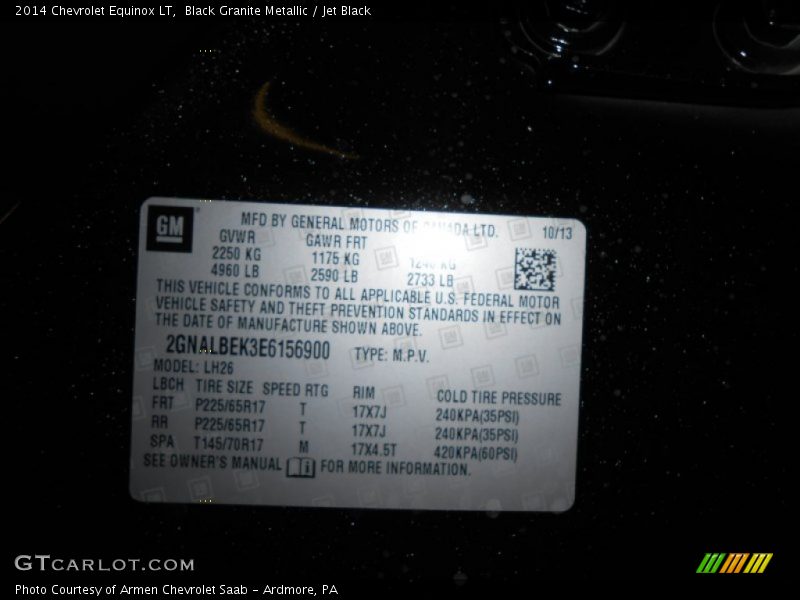 2014 Chevrolet Equinox LT, Black Granite Metallic / Jet Black
GM
MFD BY GENERAL MOTORS OF CANADA LTD. 10/13
GVWR GAWR FRT
2250 KG 1175 KG 1240 KG
4960 LB 2590 LB 2733 LB
THIS VEHICLE CONFORMS TO ALL APPLICABLE U.S. FEDERAL MOTOR
VEHICLE SAFETY AND THEFT PREVENTION STANDARDS IN EFFECT ON
THE DATE OF MANUFACTURE SHOWN ABOVE.
2GNALBEK3E6156900 TYPE: M.P.V.
MODEL: LH26
LBCH TIRE SIZE SPEED RTG RIM COLD TIRE PRESSURE
FRT P225/65R17 T 17X7J 240KPA(35PSI)
RR P225/65R17 T 17X7J 240KPA(35PSI)
SPA T145/70R17 M 17X4.5T 420KPA(60PSI)
SEE OWNER'S MANUAL FOR MORE INFORMATION.
GTCARLOT.COM
Photo Courtesy of Armen Chevrolet Saab - Ardmore, PA